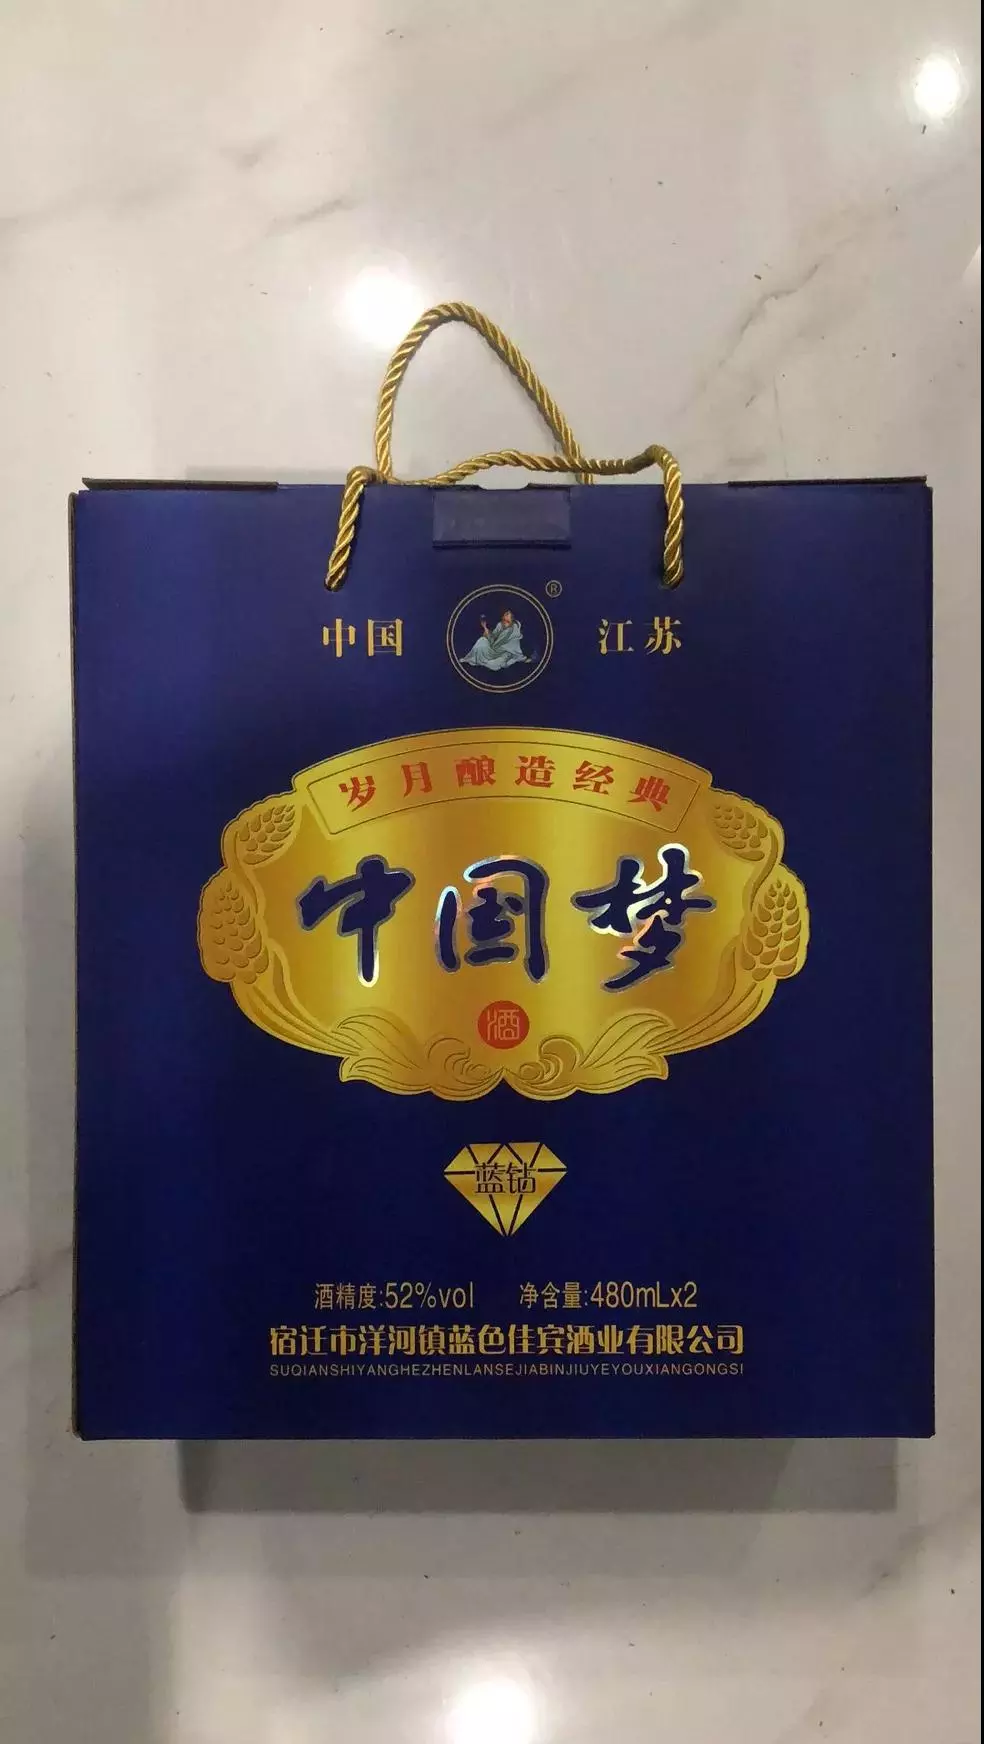 中国 ® 江苏
岁月酿造经典
中国梦
酒
蓝钻
酒精度:52%vol 净含量:480mLx2
宿迁市洋河镇蓝色佳宾酒业有限公司
SUQIANSHIYANGHEZHENLANSEJIABINJIUYEYOUXIANGONGSI